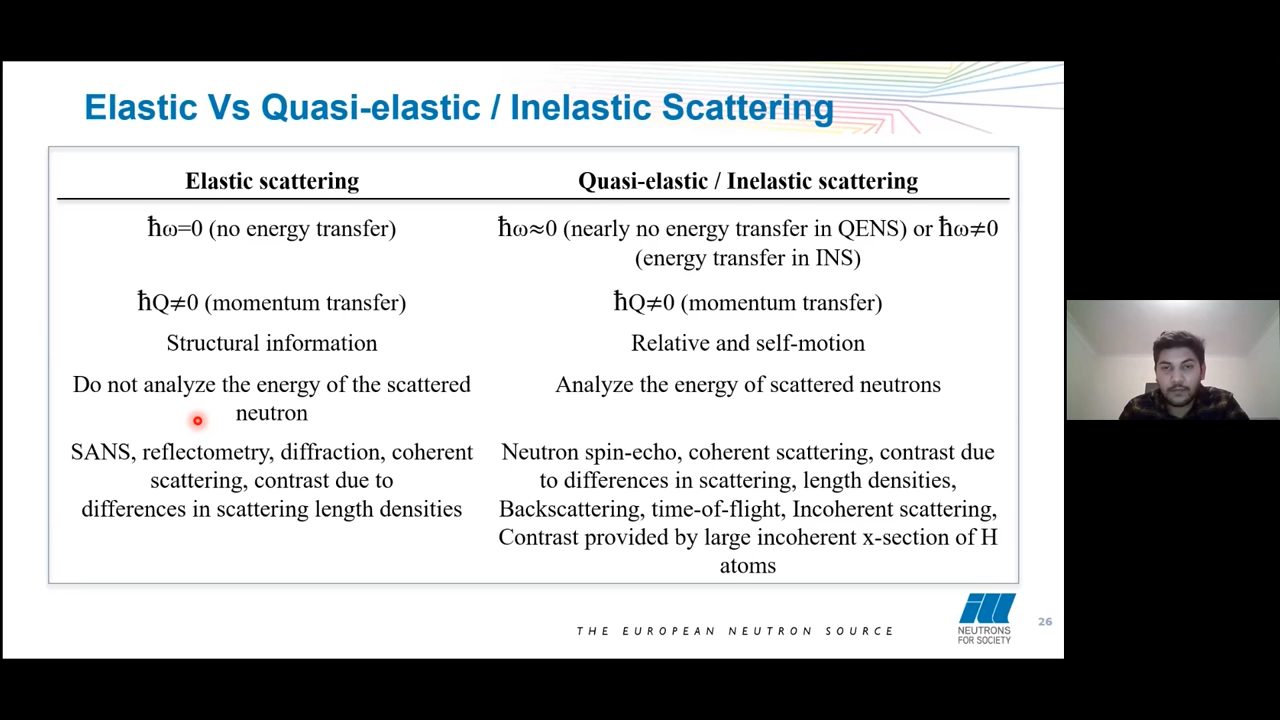 Elastic Vs Quasi-elastic / Inelastic Scattering
Elastic scattering
Quasi-elastic / Inelastic scattering
ħω=0 (no energy transfer)
ħω≈0 (nearly no energy transfer in QENS) or ħω≠0
(energy transfer in INS)
ħQ≠0 (momentum transfer)
ħQ≠0 (momentum transfer)
Structural information
Relative and self-motion
Do not analyze the energy of the scattered
neutron
Analyze the energy of scattered neutrons
SANS, reflectometry, diffraction, coherent
scattering, contrast due to
differences in scattering length densities
Neutron spin-echo, coherent scattering, contrast due
to differences in scattering, length densities,
Backscattering, time-of-flight, Incoherent scattering,
Contrast provided by large incoherent x-section of H
atoms
THE EUROPEAN NEUTRON SOURCE
ill
NEUTRONS
FOR SOCIETY
26